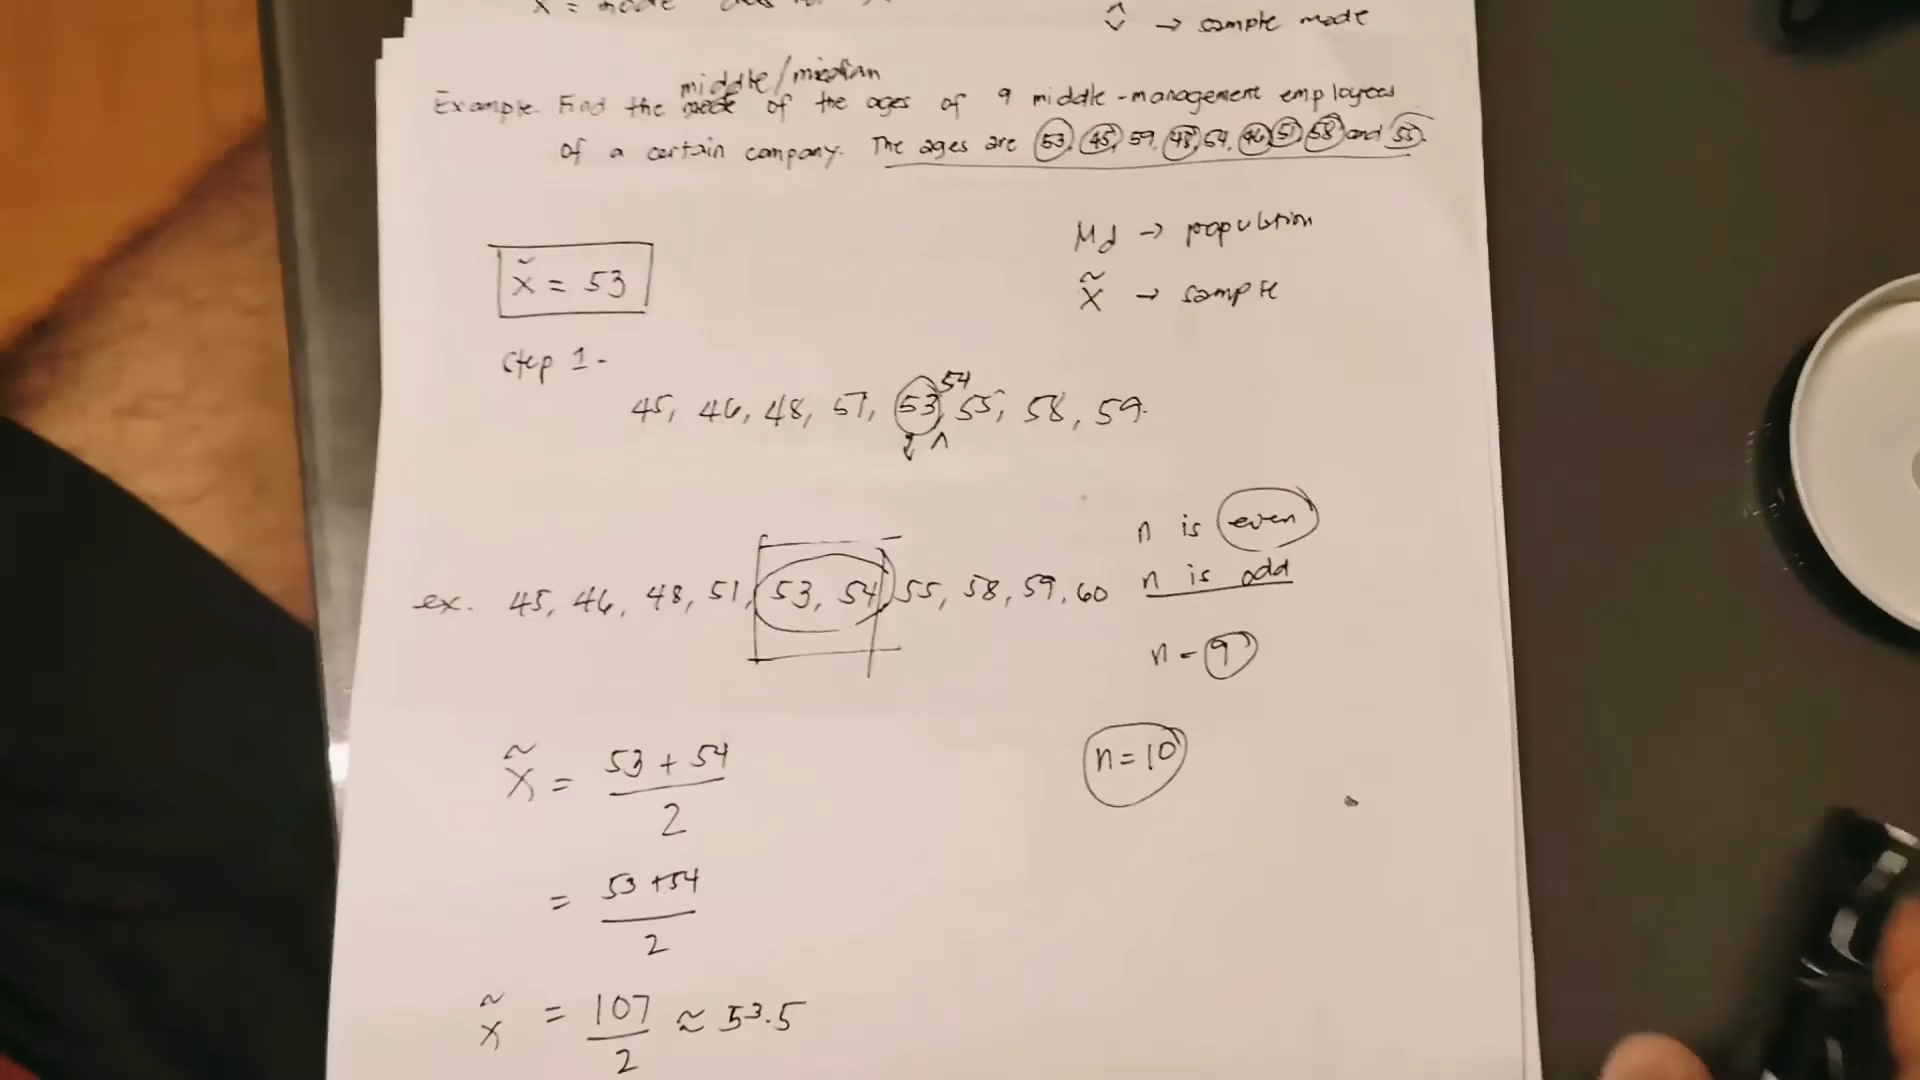 x̂ = mode
→ sample mode
middle/median
Example. Find the mode of the ages of 9 middle-management employees
of a certain company. The ages are 53, 45, 59, 48, 54, 46, 51, 58 and 55.
Md → population
x̃ = 53
x̃ → sample
Step 1 -
54
45, 46, 48, 51, 53, 55, 58, 59.
n is even
ex. 45, 46, 48, 51, 53, 54, 55, 58, 59, 60
n is odd
n = 9
x̃ = 53 + 54
2
n = 10
= 53 + 54
2
x̃ = 107 ≈ 53.5
2